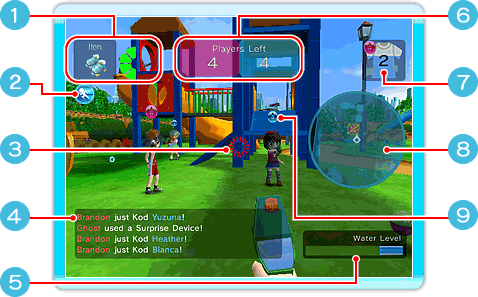 1
6
Item
Players Left
4 4
2
7
2
3
8
9
4
Brandon just Kod Yuzuna!
Ghost used a Surprise Device!
Brandon just Kod Heather!
Brandon just Kod Bianca!
Water Level
5